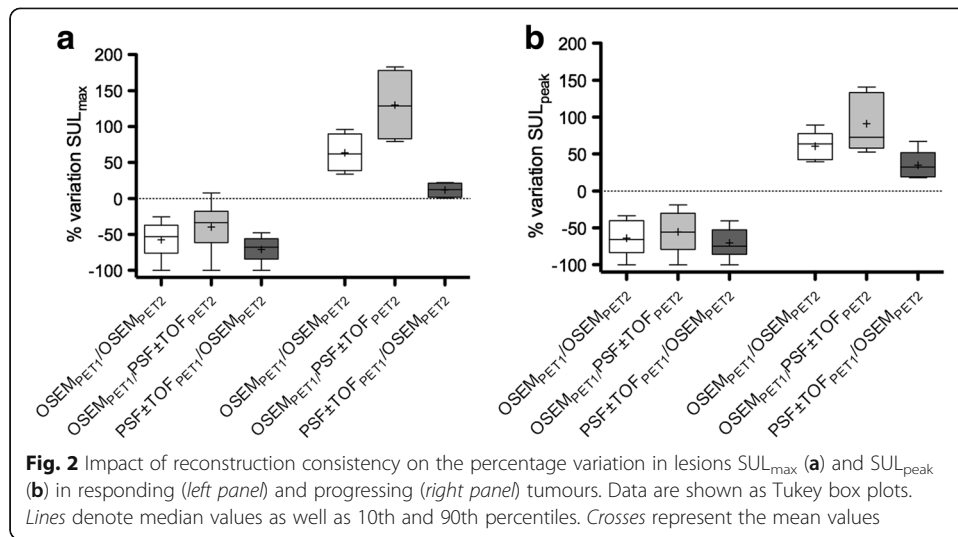 a
% variation SULmax
200
150
100
50
0
-50
-100
OSEMPET1/OSEMPET2
OSEMPET1/PSF±TOFPET2
PSF±TOFPET1/OSEMPET2
OSEMPET1/OSEMPET2
OSEMPET1/PSF±TOFPET2
PSF±TOFPET1/OSEMPET2
b
% variation SULpeak
200
150
100
50
0
-50
-100
OSEMPET1/OSEMPET2
OSEMPET1/PSF±TOFPET2
PSF±TOFPET1/OSEMPET2
OSEMPET1/OSEMPET2
OSEMPET1/PSF±TOFPET2
PSF±TOFPET1/OSEMPET2
Fig. 2 Impact of reconstruction consistency on the percentage variation in lesions SULmax (a) and SULpeak
(b) in responding (left panel) and progressing (right panel) tumours. Data are shown as Tukey box plots.
Lines denote median values as well as 10th and 90th percentiles. Crosses represent the mean values